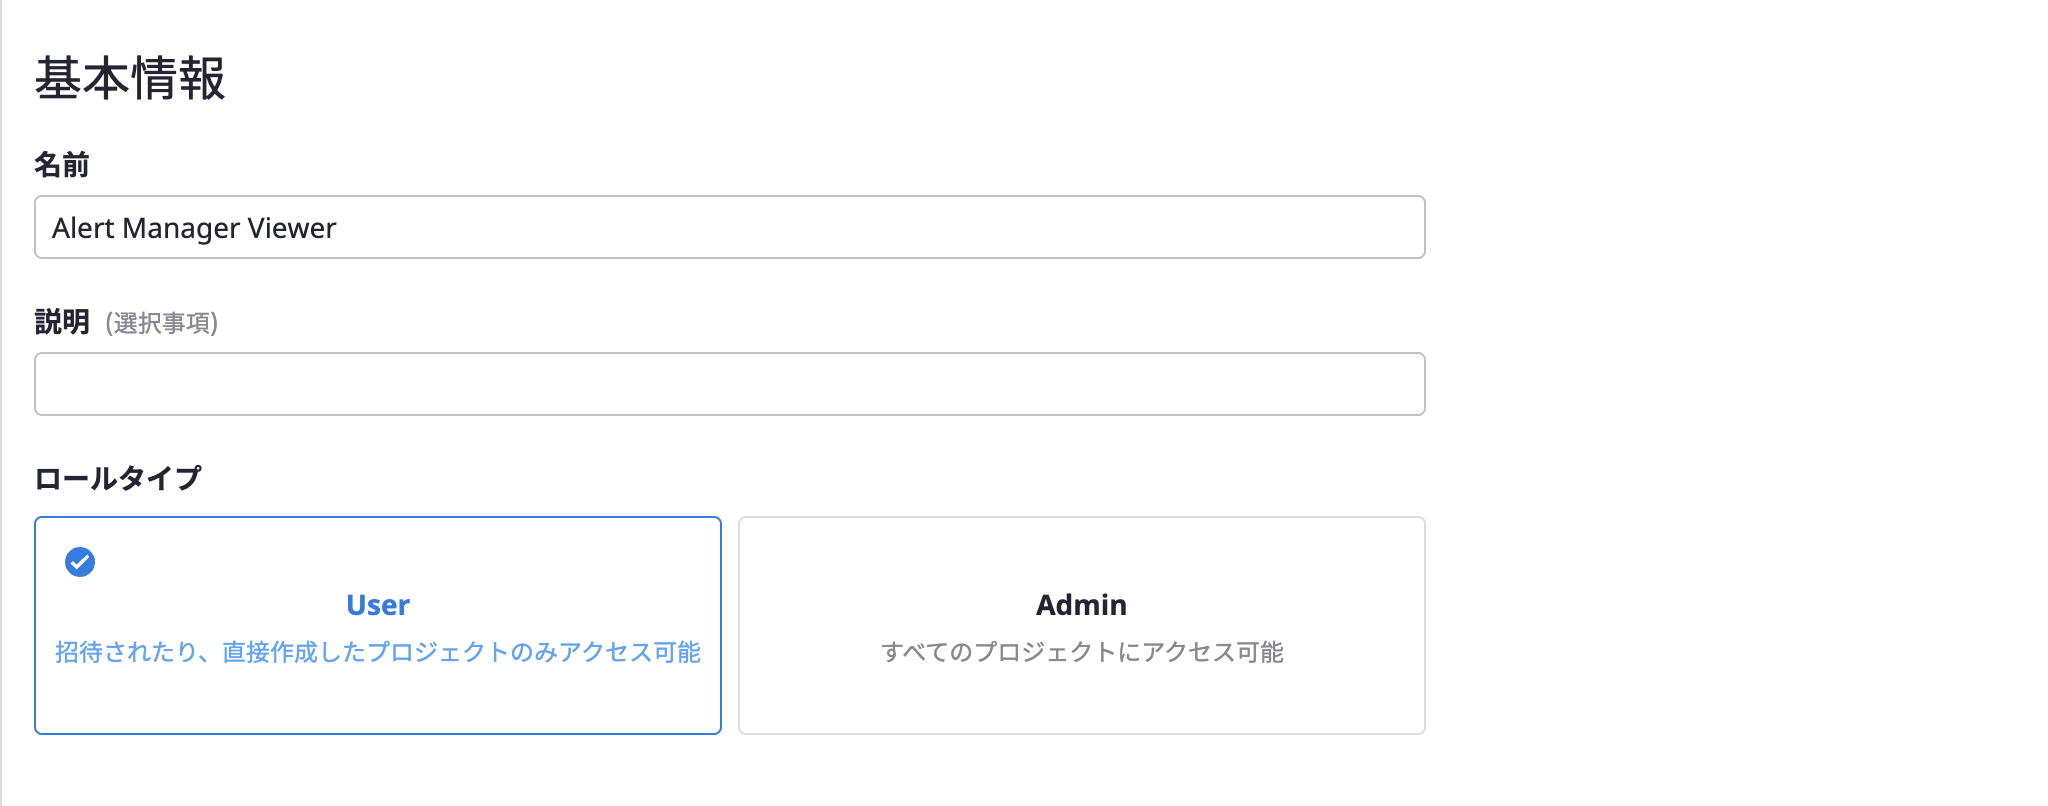 基本情報
名前
Alert Manager Viewer
説明 (選択事項)
ロールタイプ
User
招待されたり、直接作成したプロジェクトのみアクセス可能
Admin
すべてのプロジェクトにアクセス可能